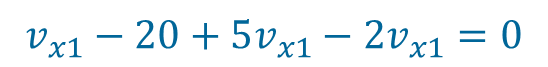 $v_{x1} - 20 + 5v_{x1} - 2v_{x1} = 0$